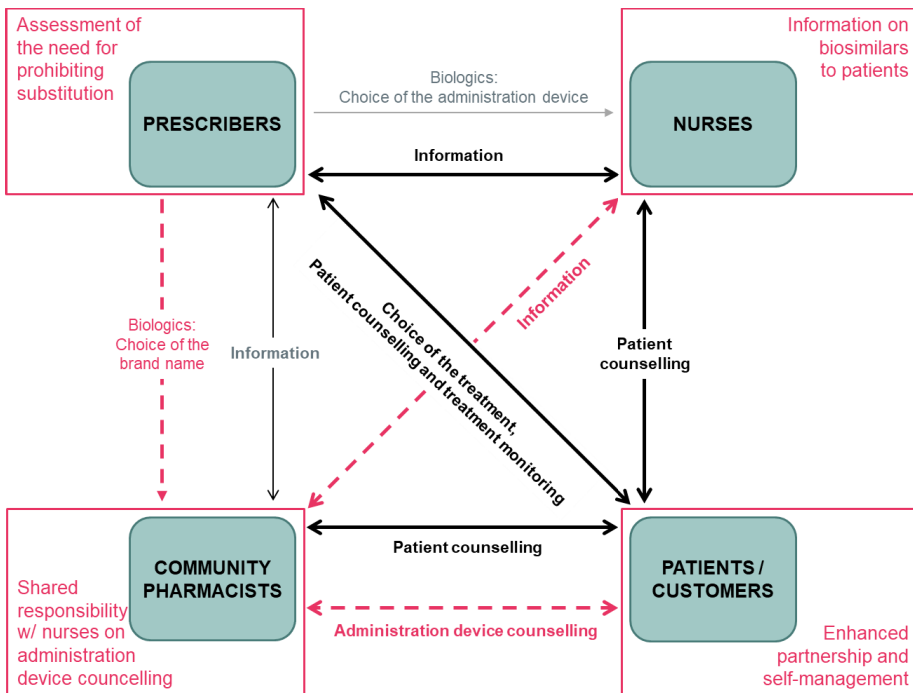 Assessment of
the need for
prohibiting
substitution
PRESCRIBERS
Biologics:
Choice of the administration device
Information on
biosimilars
to patients
NURSES
Information
Biologics:
Choice of the
brand name
Information
Choice of the treatment,
Patient counselling and treatment monitoring
Information
Patient
counselling
COMMUNITY
PHARMACISTS
Shared
responsibility
w/ nurses on
administration
device councelling
Patient counselling
Administration device counselling
PATIENTS /
CUSTOMERS
Enhanced
partnership and
self-management